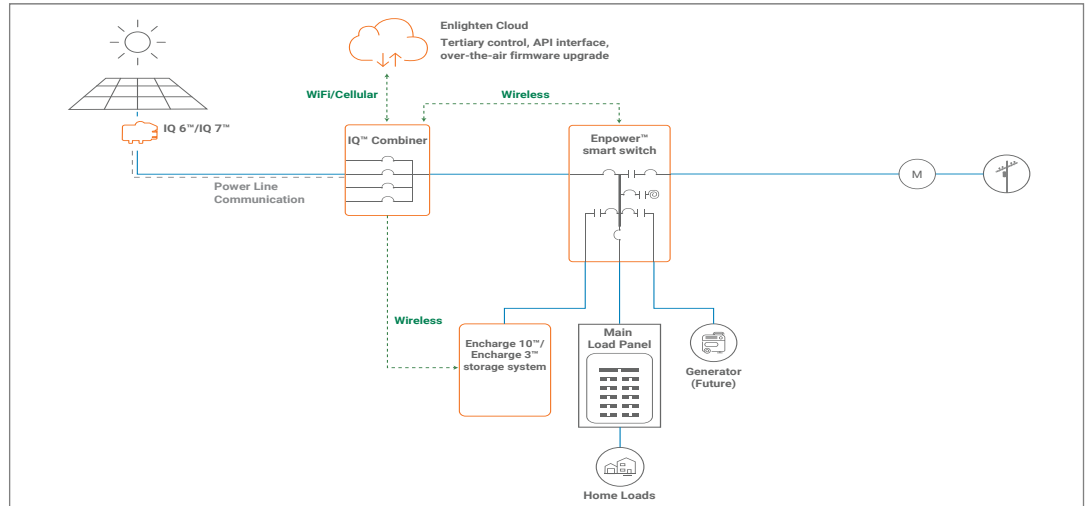 Enlighten Cloud
Tertiary control, API interface,
over-the-air firmware upgrade
WiFi/Cellular
Wireless
IQ 6™/IQ 7™
IQ™ Combiner
Enpower™
smart switch
Power Line
Communication
M
Wireless
Encharge 10™/
Encharge 3™
storage system
Main
Load Panel
Generator
(Future)
Home Loads